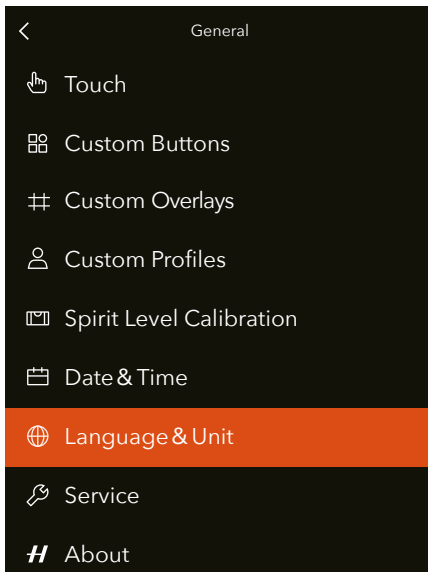 General
Touch
Custom Buttons
Custom Overlays
Custom Profiles
Spirit Level Calibration
Date & Time
Language & Unit
Service
About